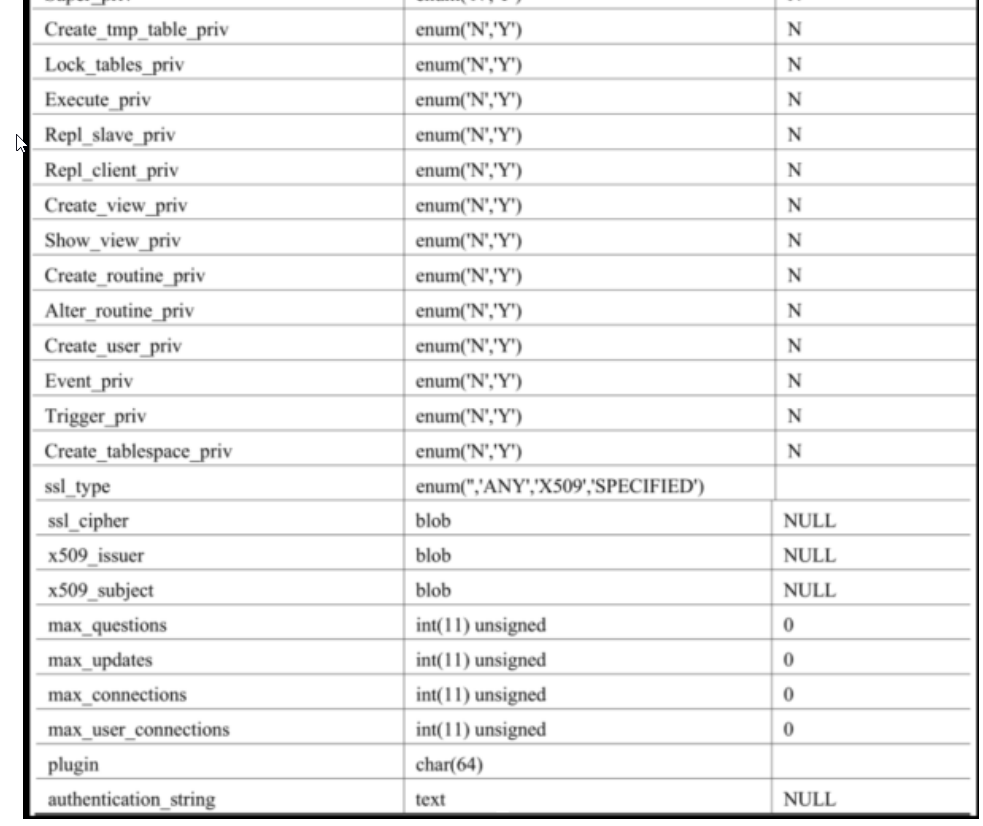 Create_tmp_table_priv enum('N','Y') N
Lock_tables_priv enum('N','Y') N
Execute_priv enum('N','Y') N
Repl_slave_priv enum('N','Y') N
Repl_client_priv enum('N','Y') N
Create_view_priv enum('N','Y') N
Show_view_priv enum('N','Y') N
Create_routine_priv enum('N','Y') N
Alter_routine_priv enum('N','Y') N
Create_user_priv enum('N','Y') N
Event_priv enum('N','Y') N
Trigger_priv enum('N','Y') N
Create_tablespace_priv enum('N','Y') N
ssl_type enum('','ANY','X509','SPECIFIED')
ssl_cipher blob NULL
x509_issuer blob NULL
x509_subject blob NULL
max_questions int(11) unsigned 0
max_updates int(11) unsigned 0
max_connections int(11) unsigned 0
max_user_connections int(11) unsigned 0
plugin char(64)
authentication_string text NULL